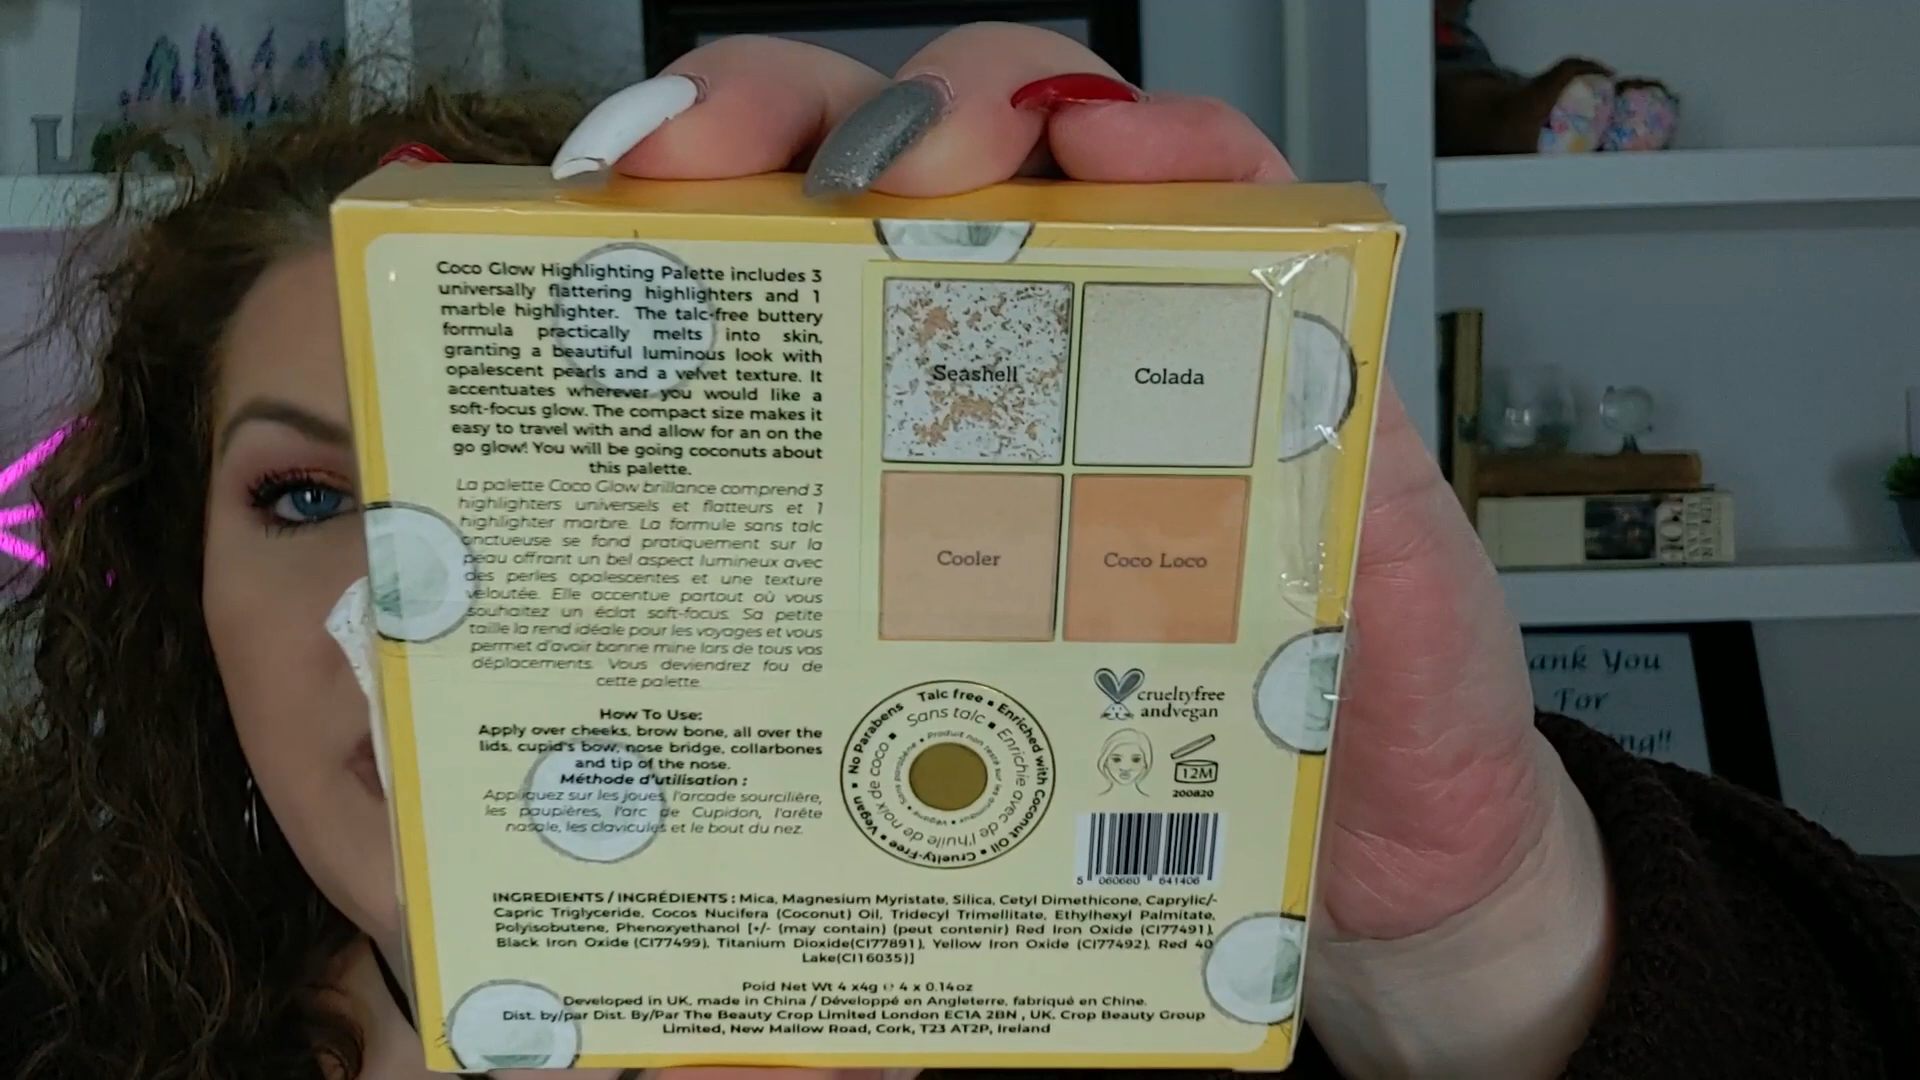 Coco Glow Highlighting Palette includes 3
universally flattering highlighters and 1
marble highlighter. The talc-free buttery
formula practically melts into skin,
granting a beautiful luminous look with
opalescent pearls and a velvet texture. It
accentuates wherever you would like a
soft-focus glow. The compact size makes it
easy to travel with and allow for an on the
go glow! You will be going coconuts about
this palette.
La palette Coco Glow brillance comprend 3
highlighters universels et flatteurs et 1
highlighter marbre. La formule sans talc
onctueuse se fond pratiquement sur la
peau offrant un bel aspect lumineux avec
des perles opalescentes et une texture
veloutée. Elle accentue partout où vous
souhaitez un éclat soft-focus. Sa petite
taille la rend idéale pour les voyages et vous
permet d'avoir bonne mine lors de tous vos
déplacements. Vous deviendrez fou de
cette palette.
How To Use:
Apply over cheeks, brow bone, all over the
lids, cupid's bow, nose bridge, collarbones
and tip of the nose.
Méthode d'utilisation :
Appliquez sur les joues, l'arcade sourcilière,
les paupières, l'arc de Cupidon, l'arête
nasale, les clavicules et le bout du nez.
Seashell
Colada
Cooler
Coco Loco
Talc free • Enriched with Coconut Oil • Cruelty-Free • Vegan • No Parabens
Sans talc • Enrichie avec de l'huile de noix de coco •
crueltyfree
andvegan
12M
200820
5 060660 641406
INGREDIENTS / INGRÉDIENTS : Mica, Magnesium Myristate, Silica, Cetyl Dimethicone, Caprylic/-
Capric Triglyceride, Cocos Nucifera (Coconut) Oil, Tridecyl Trimellitate, Ethylhexyl Palmitate,
Polyisobutene, Phenoxyethanol [+/- (may contain) (peut contenir) Red Iron Oxide (CI77491),
Black Iron Oxide (CI77499), Titanium Dioxide(CI77891), Yellow Iron Oxide (CI77492), Red 40
Lake(CI16035)]
Poid Net Wt 4 x4g 4 x 0.14oz
Developed in UK, made in China / Développé en Angleterre, fabriqué en Chine.
Dist. by/par Dist. By/Par The Beauty Crop Limited London EC1A 2BN , UK. Crop Beauty Group
Limited, New Mallow Road, Cork, T23 AT2P, Ireland
You
For